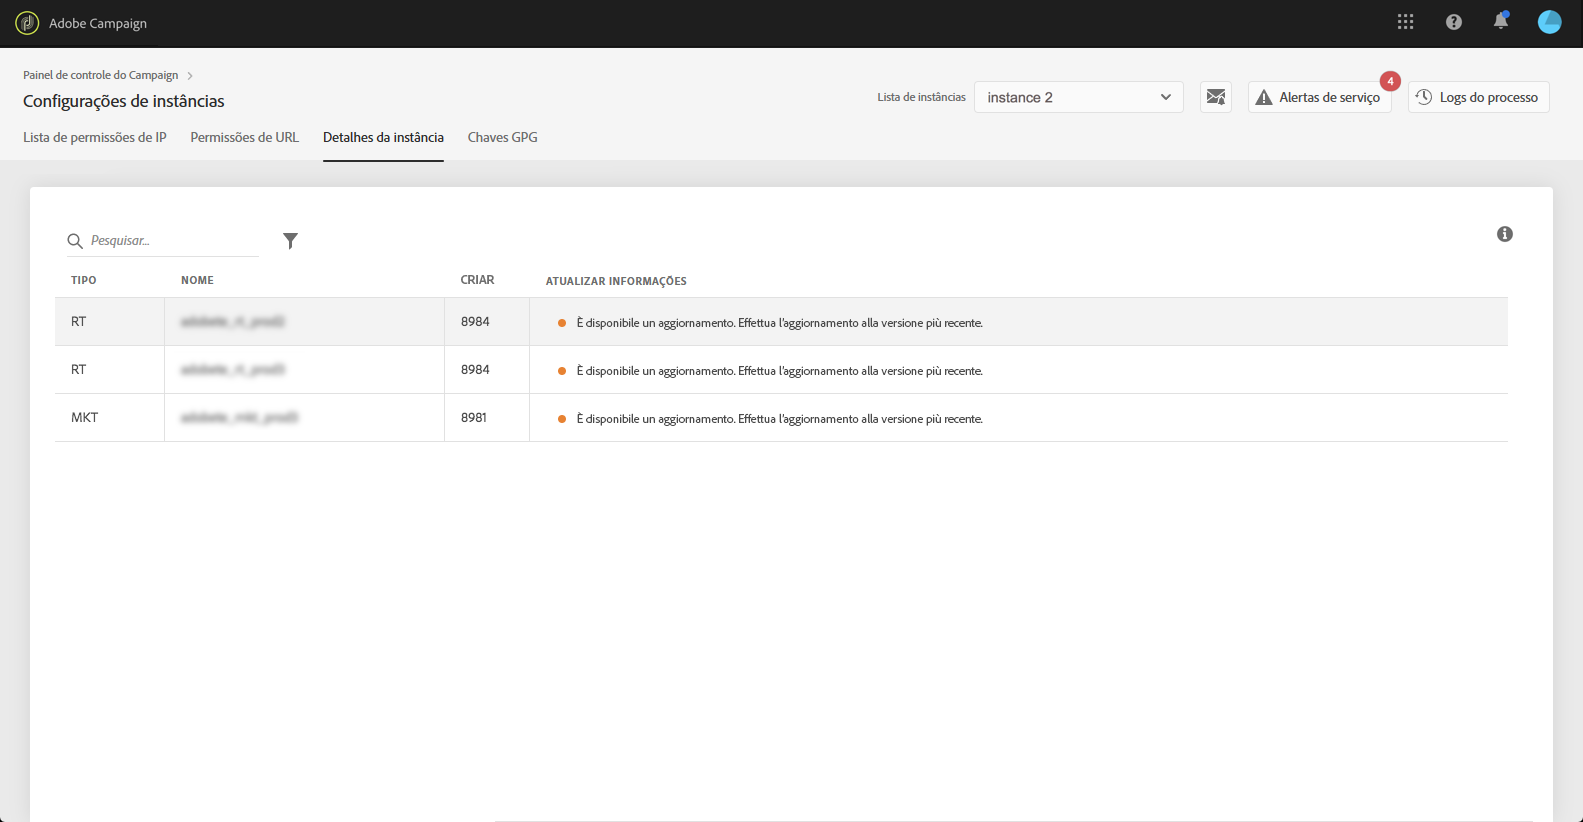 Adobe Campaign
Painel de controle do Campaign
Configurações de instâncias
Lista de instâncias
instance 2
Alertas de serviço
4
Logs do processo
Lista de permissões de IP
Permissões de URL
Detalhes da instância
Chaves GPG
Pesquisar...
TIPO NOME CRIAR ATUALIZAR INFORMAÇÕES
RT 8984 È disponibile un aggiornamento. Effettua l'aggiornamento alla versione più recente.
RT 8984 È disponibile un aggiornamento. Effettua l'aggiornamento alla versione più recente.
MKT 8981 È disponibile un aggiornamento. Effettua l'aggiornamento alla versione più recente.